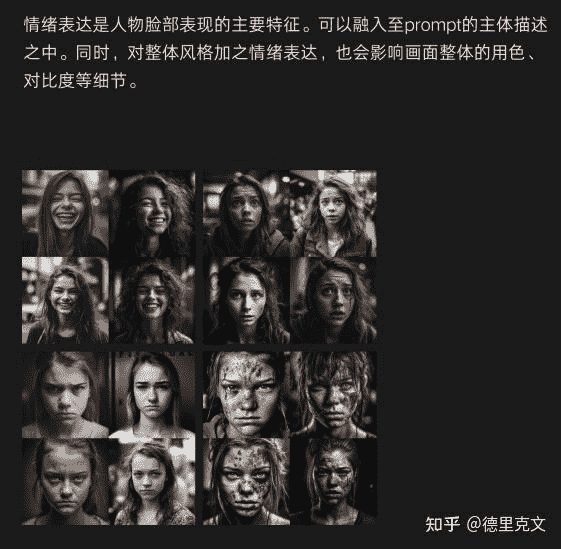 情绪表达是人物脸部表现的主要特征。可以融入至prompt的主体描述
之中。同时，对整体风格加之情绪表达，也会影响画面整体的用色、
对比度等细节。
知乎 @德里克文